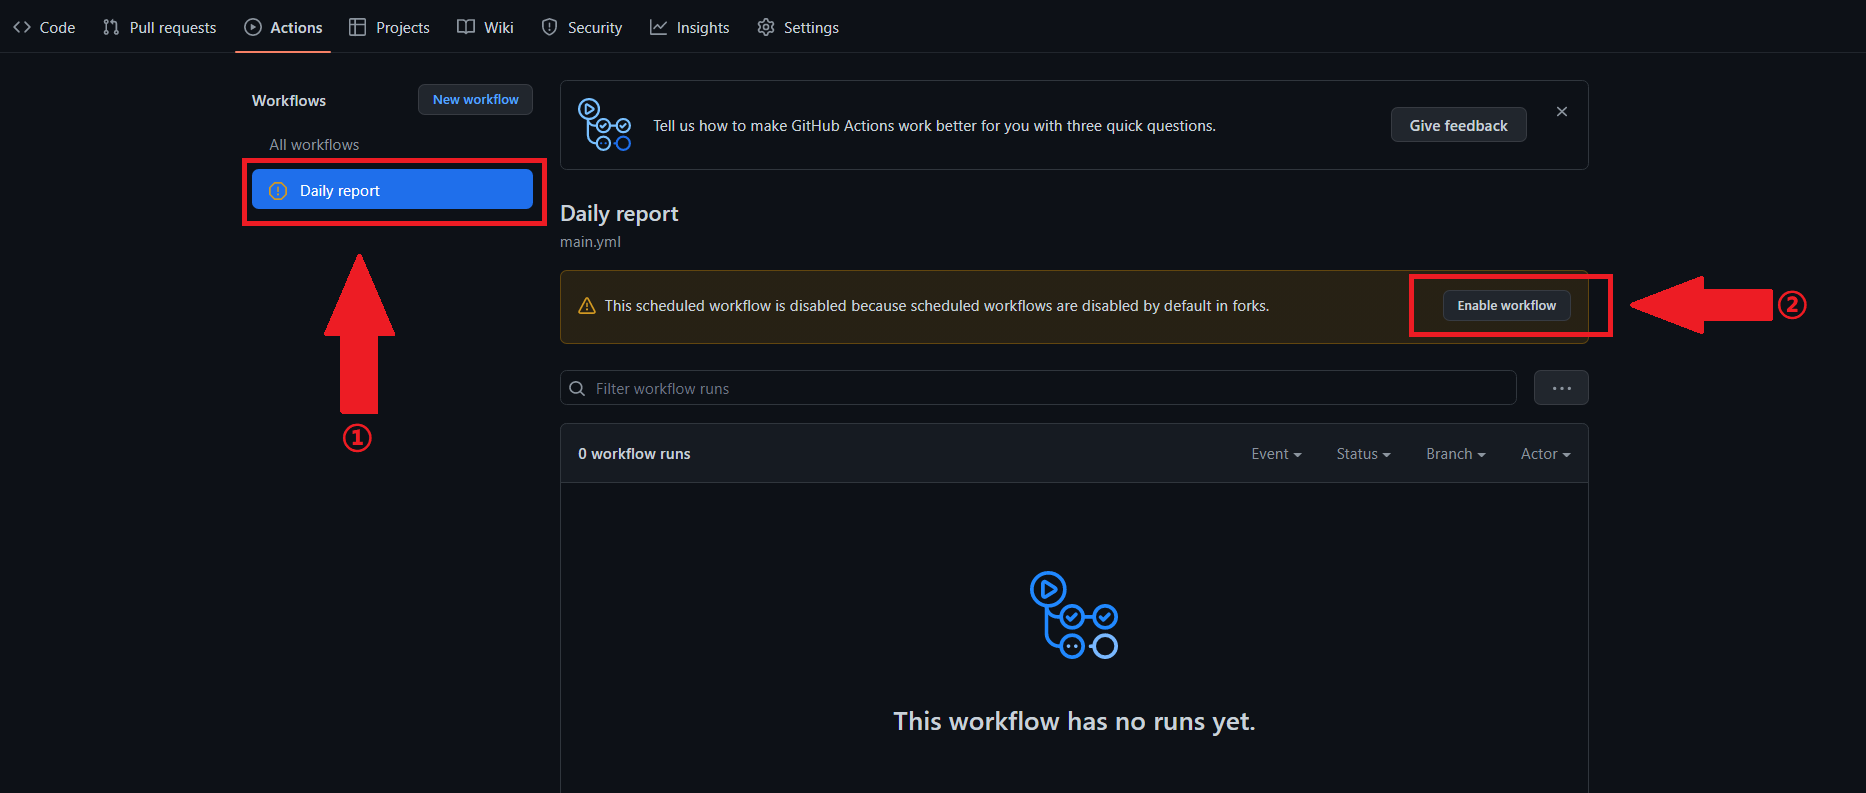 Code Pull requests Actions Projects Wiki Security Insights Settings
Workflows New workflow
All workflows
Daily report
①
Tell us how to make GitHub Actions work better for you with three quick questions. Give feedback
Daily report
main.yml
This scheduled workflow is disabled because scheduled workflows are disabled by default in forks. Enable workflow
②
Filter workflow runs
0 workflow runs Event Status Branch Actor
This workflow has no runs yet.